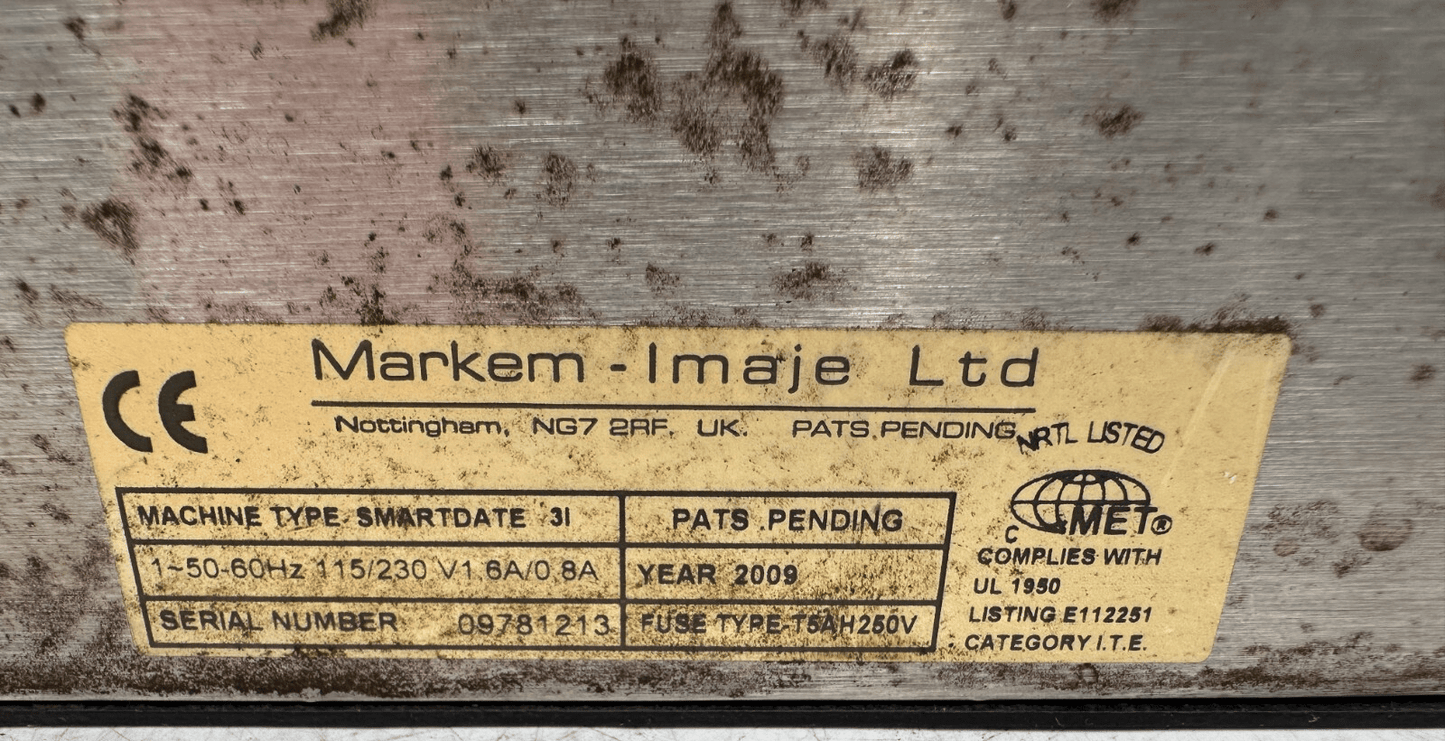 CE
Markem-Imaje Ltd
Nottingham, NG7 2RF, UK. PATS.PENDING
NRTL LISTED
C MET®
COMPLIES WITH
UL 1950
LISTING E112251
CATEGORY I.T.E.
MACHINE TYPE SMARTDATE 3I
PATS PENDING
1~50-60Hz 115/230 V1.6A/0.8A
YEAR 2009
SERIAL NUMBER 09781213
FUSE TYPE-T5AH250V